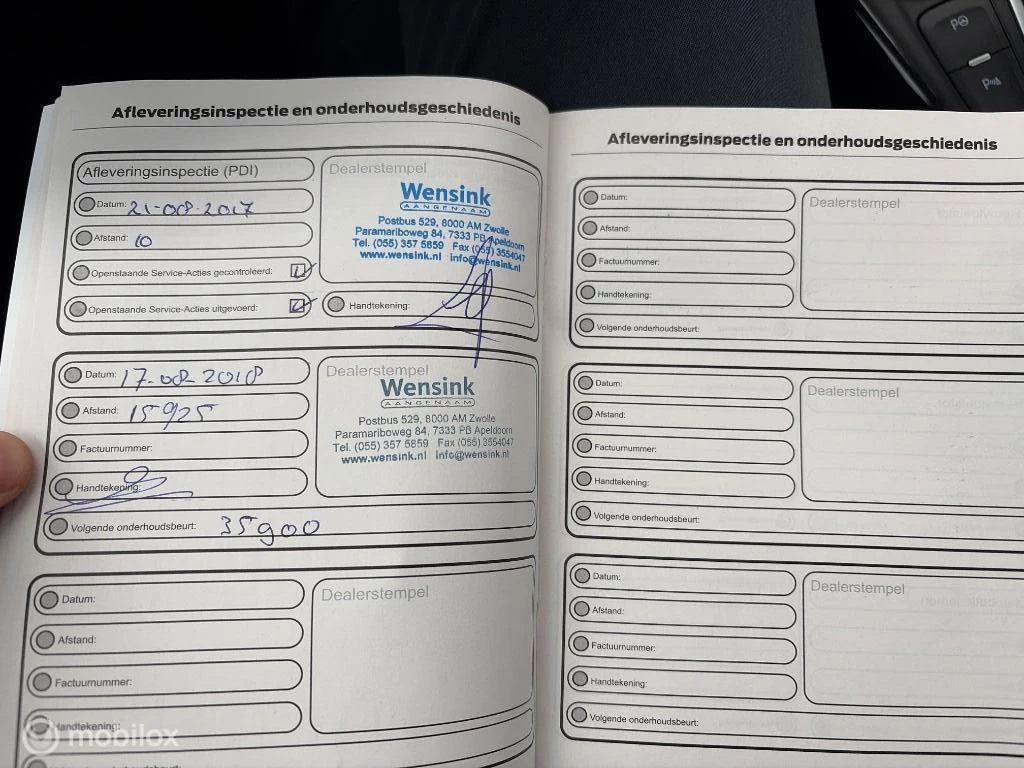 P
P
Afleveringsinspectie en onderhoudsgeschiedenis
Afleveringsinspectie (PDI)
Datum: 21-08-2017
Afstand: 10
Openstaande Service-Acties gecontroleerd:
Openstaande Service-Acties uitgevoerd:
Dealerstempel
Wensink
AANGENAAM
Postbus 529, 8000 AM Zwolle
Paramariboweg 84, 7333 PB Apeldoorn
Tel. (055) 357 5859 Fax (055) 3554047
www.wensink.nl info@wensink.nl
Handtekening:
Datum: 17-08-2018
Afstand: 15925
Factuurnummer:
Handtekening:
Volgende onderhoudsbeurt: 35900
Dealerstempel
Wensink
AANGENAAM
Postbus 529, 8000 AM Zwolle
Paramariboweg 84, 7333 PB Apeldoorn
Tel. (055) 357 5859 Fax (055) 3554047
www.wensink.nl info@wensink.nl
Datum:
Afstand:
Factuurnummer:
Handtekening:
Dealerstempel
mobilox
Afleveringsinspectie en onderhoudsgeschiedenis
Datum:
Afstand:
Factuurnummer:
Handtekening:
Volgende onderhoudsbeurt:
Dealerstempel
Datum:
Afstand:
Factuurnummer:
Handtekening:
Volgende onderhoudsbeurt:
Dealerstempel
Datum:
Afstand:
Factuurnummer:
Handtekening:
Volgende onderhoudsbeurt:
Dealerstempel